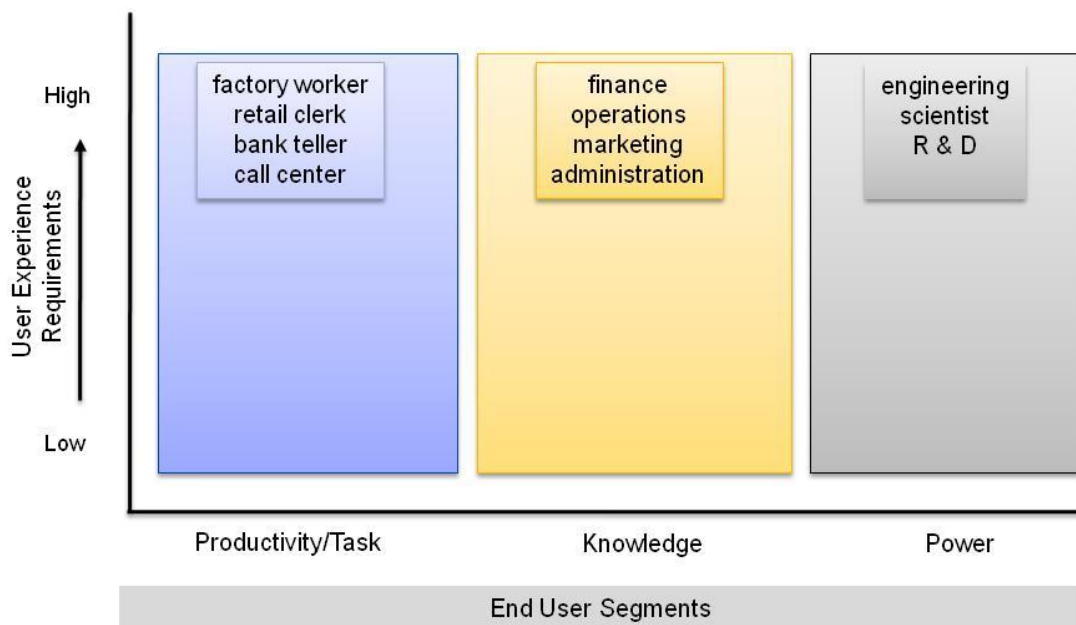 High
User Experience
Requirements
Low
factory worker
retail clerk
bank teller
call center
finance
operations
marketing
administration
engineering
scientist
R & D
Productivity/Task
Knowledge
Power
End User Segments